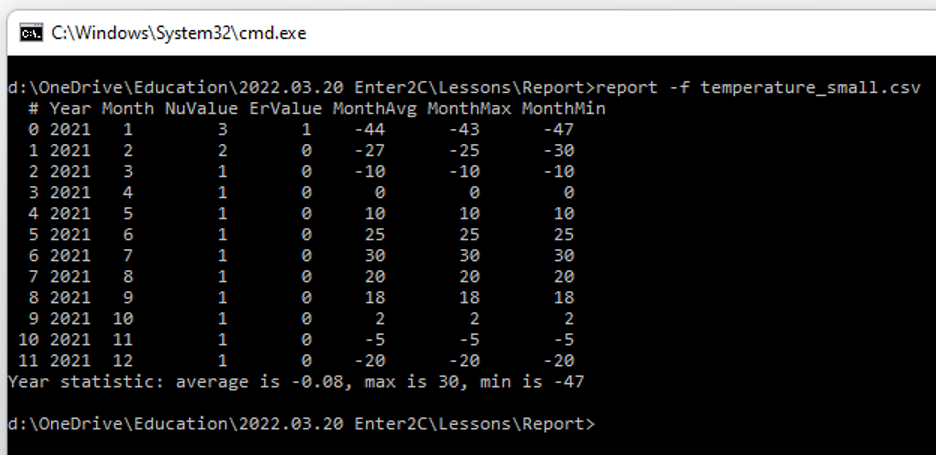 C:\Windows\System32\cmd.exe
d:\OneDrive\Education\2022.03.20 Enter2C\Lessons\Report>report -f temperature_small.csv
# Year Month NuValue ErValue MonthAvg MonthMax MonthMin
0 2021 1 3 1 -44 -43 -47
1 2021 2 2 0 -27 -25 -30
2 2021 3 1 0 -10 -10 -10
3 2021 4 1 0 0 0 0
4 2021 5 1 0 10 10 10
5 2021 6 1 0 25 25 25
6 2021 7 1 0 30 30 30
7 2021 8 1 0 20 20 20
8 2021 9 1 0 18 18 18
9 2021 10 1 0 2 2 2
10 2021 11 1 0 -5 -5 -5
11 2021 12 1 0 -20 -20 -20
Year statistic: average is -0.08, max is 30, min is -47
d:\OneDrive\Education\2022.03.20 Enter2C\Lessons\Report>